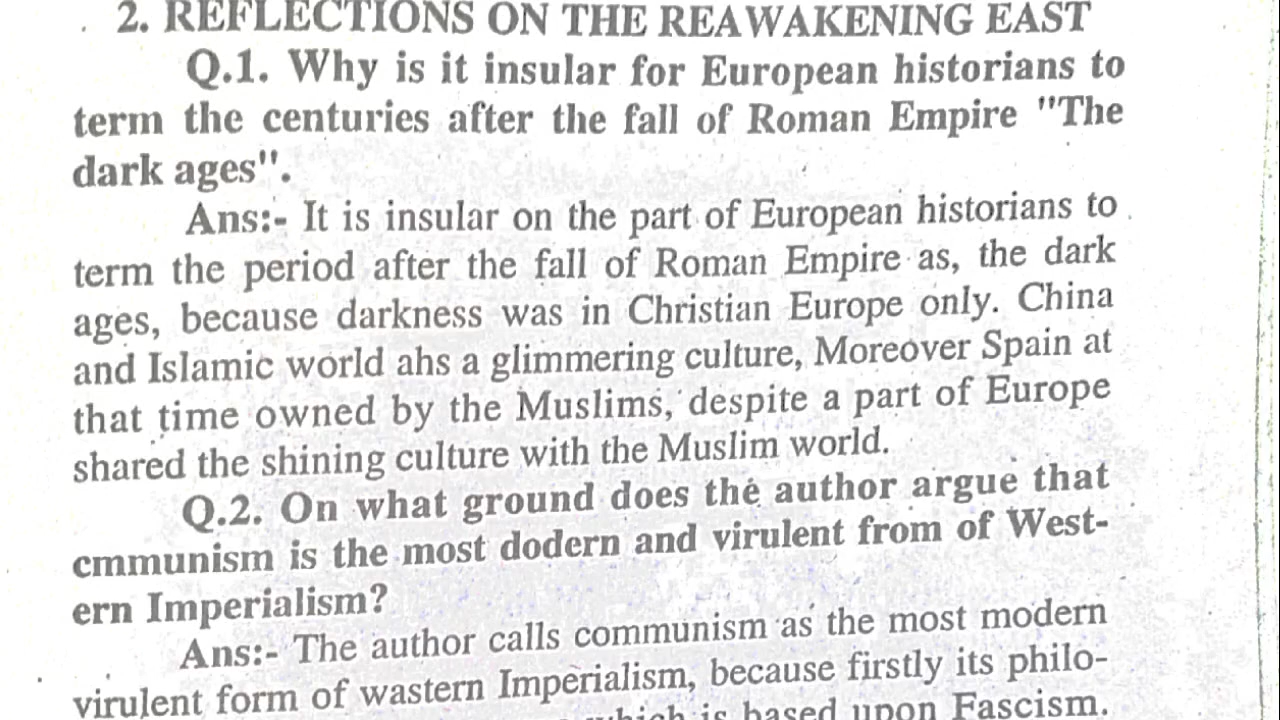 2. REFLECTIONS ON THE REAWAKENING EAST
Q.1. Why is it insular for European historians to
term the centuries after the fall of Roman Empire "The
dark ages".
Ans:- It is insular on the part of European historians to
term the period after the fall of Roman Empire as, the dark
ages, because darkness was in Christian Europe only. China
and Islamic world ahs a glimmering culture, Moreover Spain at
that time owned by the Muslims, despite a part of Europe
shared the shining culture with the Muslim world.
Q.2. On what ground does the author argue that
cmmunism is the most dodern and virulent from of West-
ern Imperialism?
Ans:- The author calls communism as the most modern
virulent form of wastern Imperialism, because firstly its philo-
which is based upon Fascism.